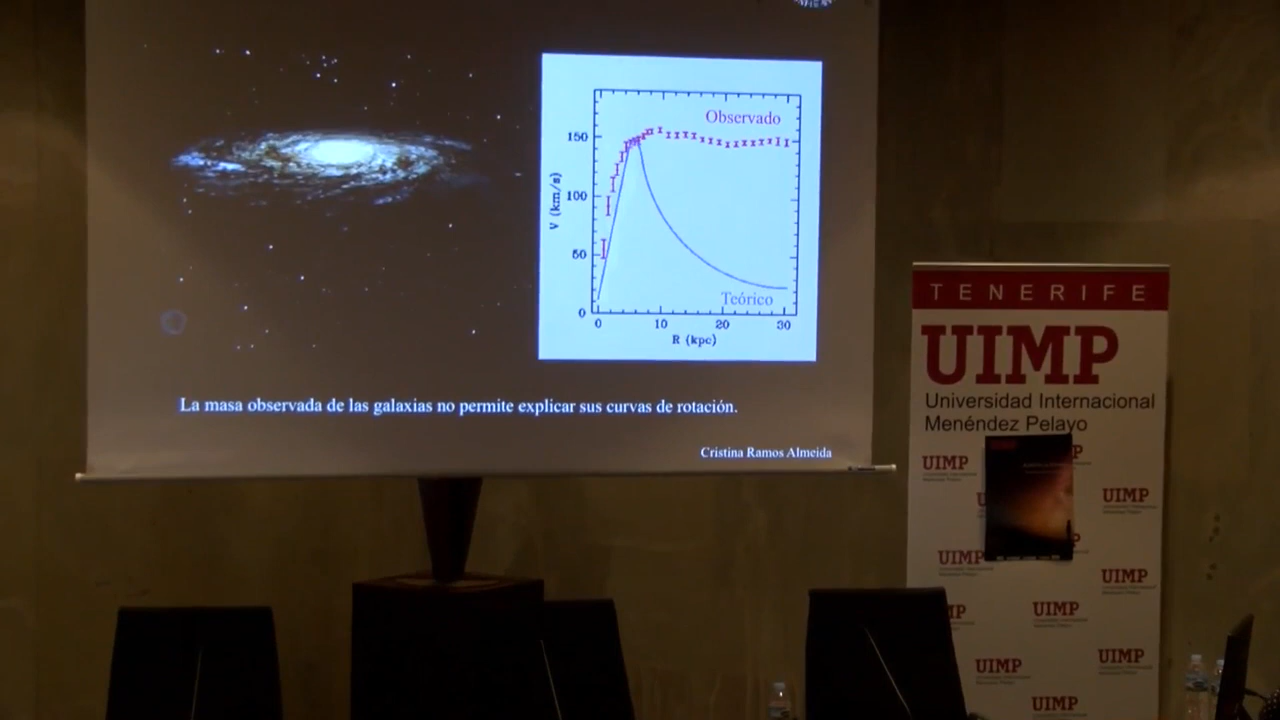 Observado
150
100
50
0
V (km/s)
Teórico
0 10 20 30
R (kpc)
La masa observada de las galaxias no permite explicar sus curvas de rotación.
Cristina Ramos Almeida
TENERIFE
UIMP
Universidad Internacional
Menéndez Pelayo
UIMP
UIMP
UIMP
UIMP
UIMP
UIMP
UIMP
UIMP